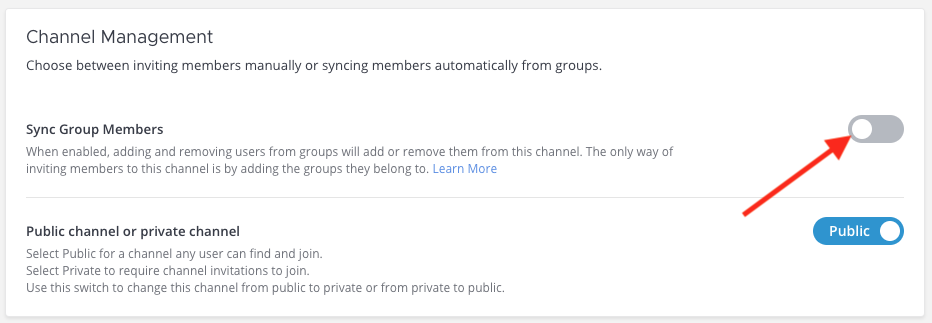 Channel Management
Choose between inviting members manually or syncing members automatically from groups.
Sync Group Members
When enabled, adding and removing users from groups will add or remove them from this channel. The only way of
inviting members to this channel is by adding the groups they belong to. Learn More
Public channel or private channel
Public
Select Public for a channel any user can find and join.
Select Private to require channel invitations to join.
Use this switch to change this channel from public to private or from private to public.